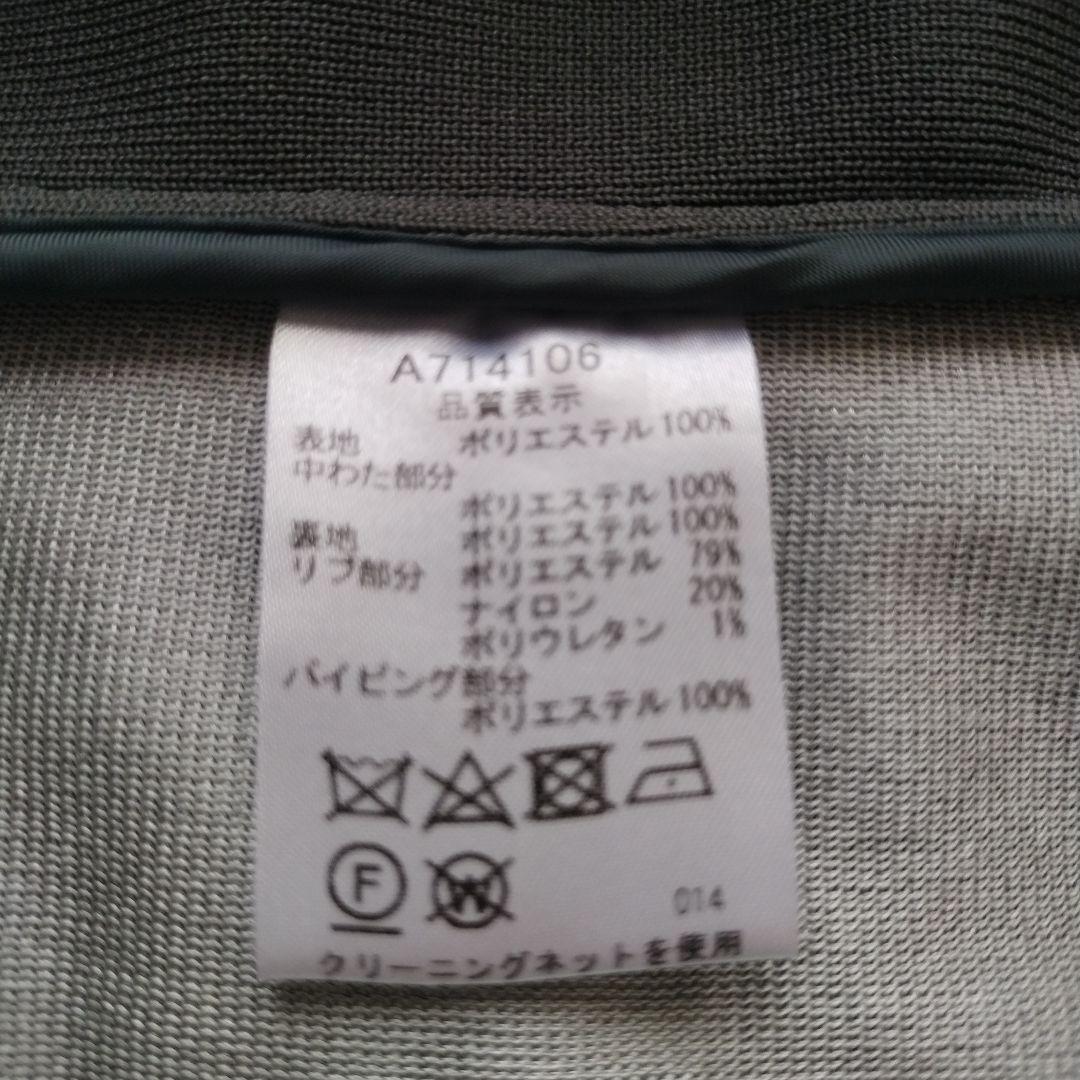 A714106
品質表示
表地 ポリエステル 100%
中わた部分
ポリエステル 100%
裏地 ポリエステル 100%
リブ部分 ポリエステル 79%
ナイロン 20%
ポリウレタン 1%
パイピング部分
ポリエステル 100%
F W
014
クリーニングネットを使用